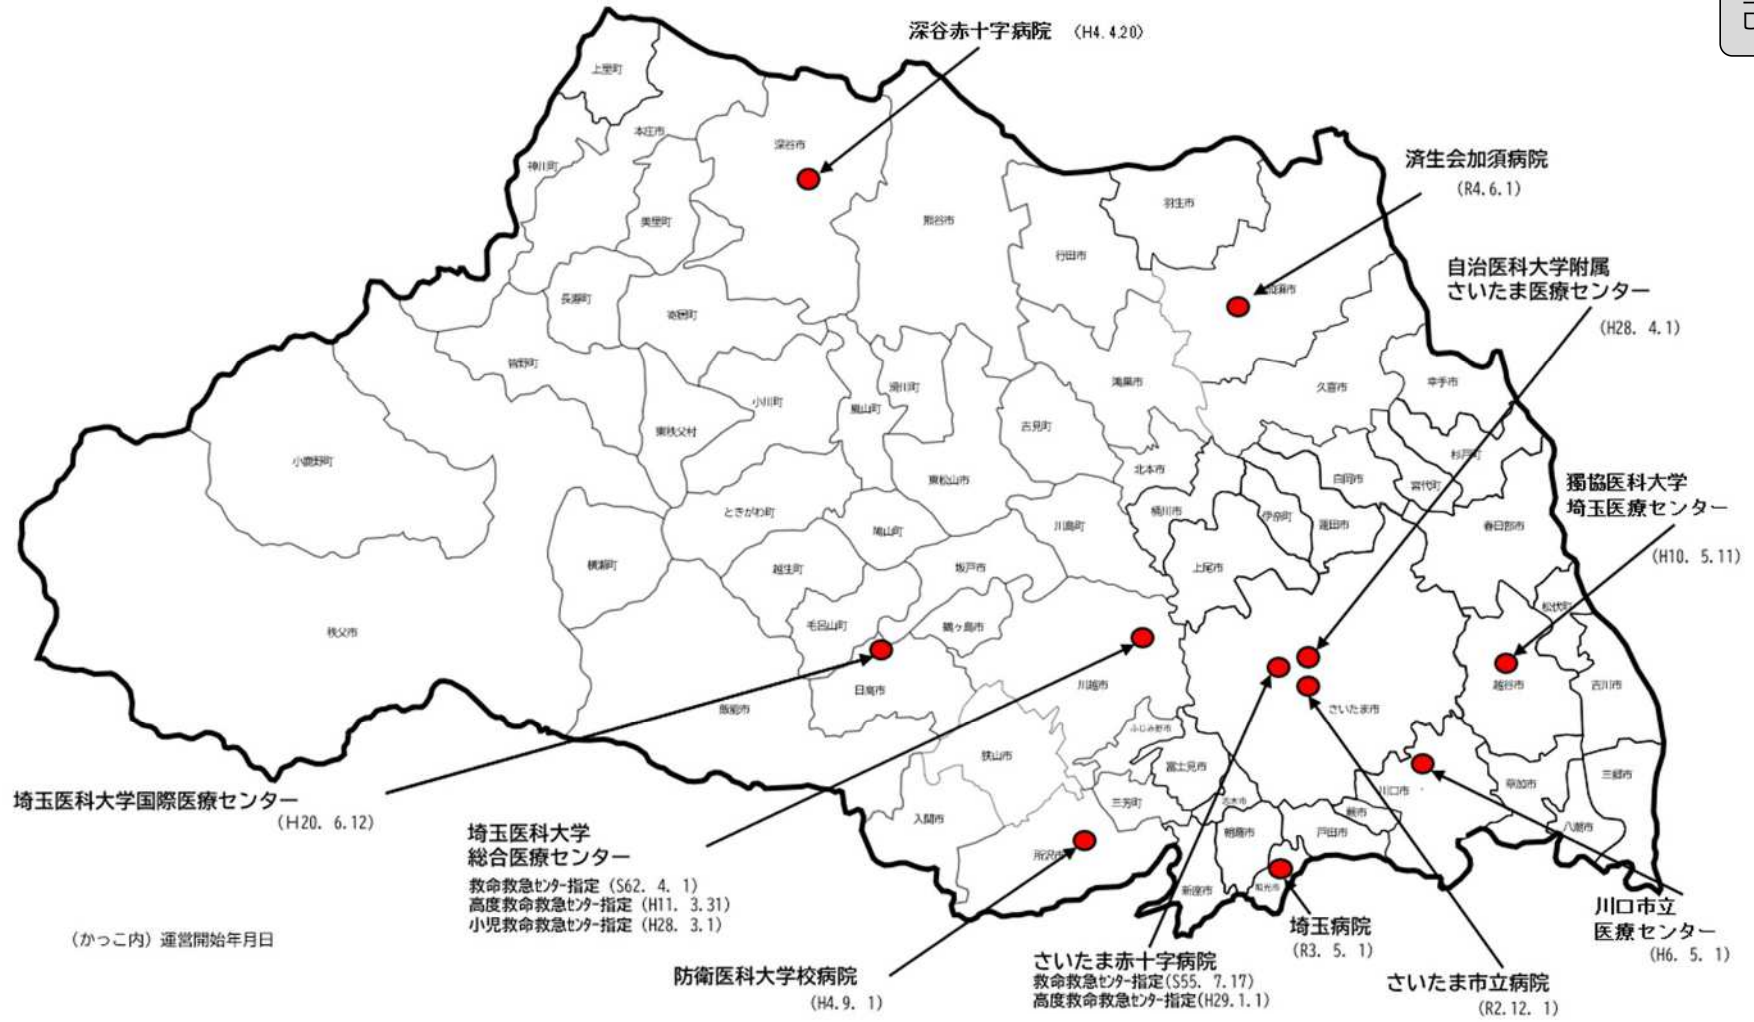 深谷赤十字病院 (H4.4.20)
済生会加須病院
(R4.6.1)
自治医科大学附属
さいたま医療センター
(H28. 4.1)
獨協医科大学
埼玉医療センター
(H10. 5.11)
上里町
本庄市
神川町
深谷市
美里町
熊谷市
羽生市
行田市
長瀞町
寄居町
皆野町
鴻巣市
久喜市
幸手市
滑川町
小川町
嵐山町
吉見町
東秩父村
小鹿野町
杉戸町
北本市
白岡市
宮代町
東松山市
ときがわ町
桶川市
伊奈町
蓮田市
春日部市
鳩山町
川島町
横瀬町
越生町
坂戸市
上尾市
松伏町
秩父市
毛呂山町
鶴ヶ島市
日高市
川越市
越谷市
吉川市
飯能市
さいたま市
ふじみ野市
狭山市
富士見市
三郷市
川口市
草加市
三芳町
志木市
蕨市
入間市
朝霞市
戸田市
八潮市
所沢市
新座市
和光市
埼玉医科大学国際医療センター
(H20. 6.12)
埼玉医科大学
総合医療センター
救命救急センター指定 (S62. 4. 1)
高度救命救急センター指定 (H11. 3.31)
小児救命救急センター指定 (H28. 3.1)
(かっこ内) 運営開始年月日
防衛医科大学校病院
(H4.9. 1)
さいたま赤十字病院
救命救急センター指定(S55. 7.17)
高度救命救急センター指定(H29.1.1)
埼玉病院
(R3. 5. 1)
さいたま市立病院
(R2.12. 1)
川口市立
医療センター
(H6. 5. 1)